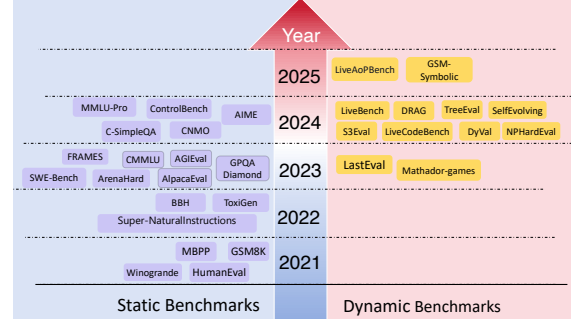 Year
2025
LiveAoPBench
GSM-
Symbolic
2024
MMLU-Pro
ControlBench
AIME
C-SimpleQA
CNMO
LiveBench
DRAG
TreeEval
SelfEvolving
S3Eval
LiveCodeBench
DyVal
NPHardEval
2023
FRAMES
CMMLU
AGIEval
GPQA
Diamond
SWE-Bench
ArenaHard
AlpacaEval
LastEval
Mathador-games
2022
BBH
ToxiGen
Super-NaturalInstructions
2021
MBPP
GSM8K
Winogrande
HumanEval
Static Benchmarks
Dynamic Benchmarks